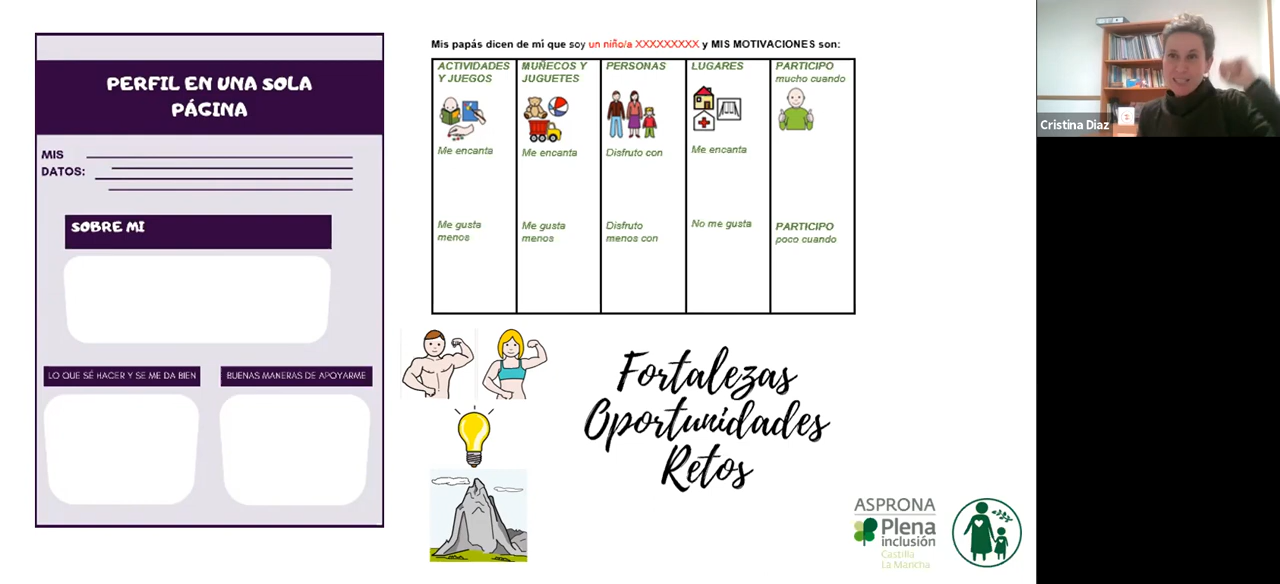 PERFIL EN UNA SOLA
PÁGINA
MIS
DATOS:
SOBRE MI
LO QUE SÉ HACER Y SE ME DA BIEN
BUENAS MANERAS DE APOYARME
Mis papás dicen de mí que soy un niño/a XXXXXXXXX y MIS MOTIVACIONES son:
ACTIVIDADES
Y JUEGOS
Me encanta
Me gusta
menos
MUÑECOS Y
JUGUETES
Me encanta
Me gusta
menos
PERSONAS
Disfruto con
Disfruto
menos con
LUGARES
Me encanta
No me gusta
PARTICIPO
mucho cuando
PARTICIPO
poco cuando
Fortalezas
Oportunidades
Retos
ASPRONA
Plena
inclusión
Castilla
La Mancha
Cristina Diaz